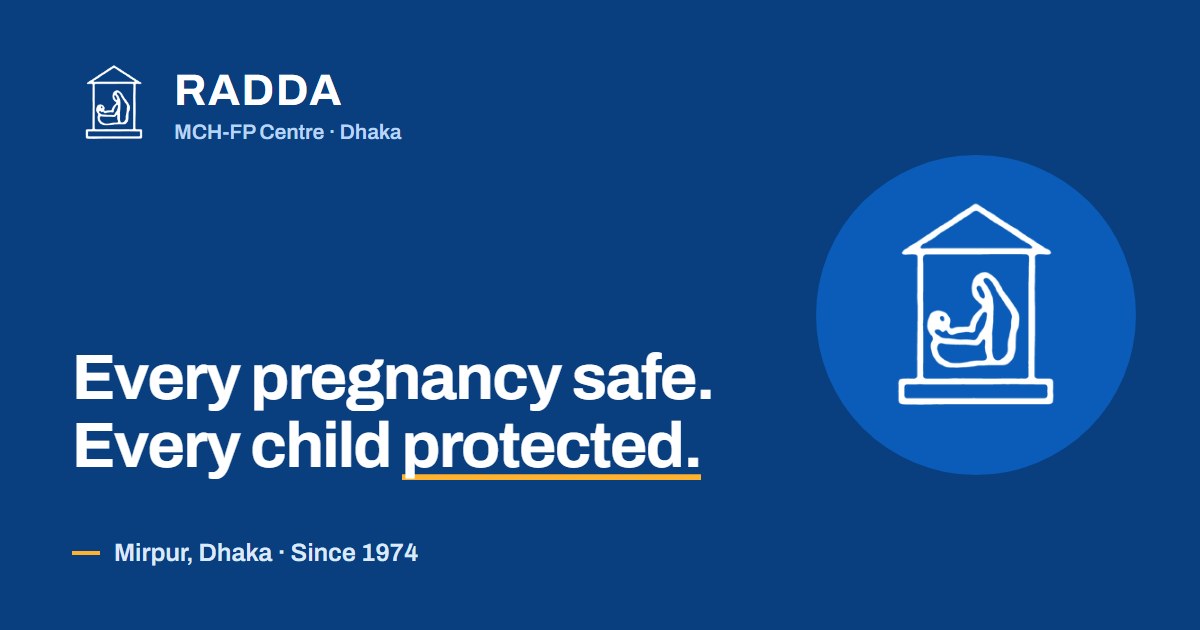 RADDA
MCH-FP Centre · Dhaka
Every pregnancy safe.
Every child protected.
Mirpur, Dhaka · Since 1974